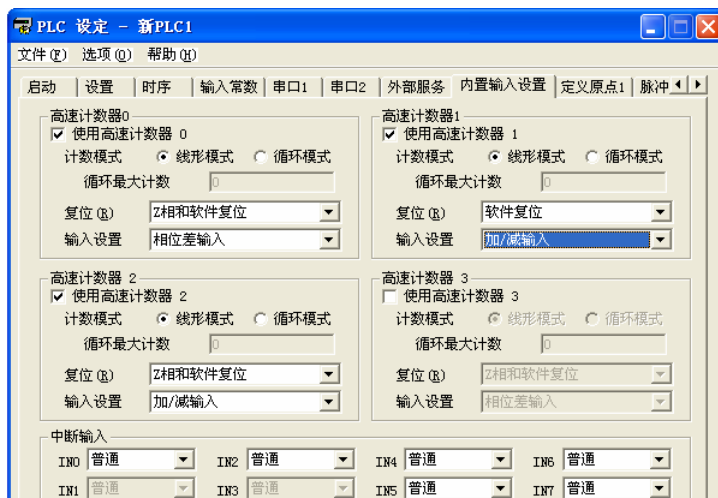 PLC 设定 - 新PLC1
文件(F) 选项(O) 帮助(H)
启动 设置 时序 输入常数 串口1 串口2 外部服务 内置输入设置 定义原点1 脉冲
高速计数器0 高速计数器1
使用高速计数器 0 使用高速计数器 1
计数模式 线形模式 循环模式 计数模式 线形模式 循环模式
循环最大计数 0 循环最大计数 0
复位(R) Z相和软件复位 复位(R) 软件复位
输入设置 相位差输入 输入设置 加/减输入
高速计数器 2 高速计数器 3
使用高速计数器 2 使用高速计数器 3
计数模式 线形模式 循环模式 计数模式 线形模式 循环模式
循环最大计数 0 循环最大计数 0
复位(R) Z相和软件复位 复位(R) Z相和软件复位
输入设置 加/减输入 输入设置 相位差输入
中断输入
IN0 普通 IN2 普通 IN4 普通 IN6 普通
IN1 普通 IN3 普通 IN5 普通 IN7 普通